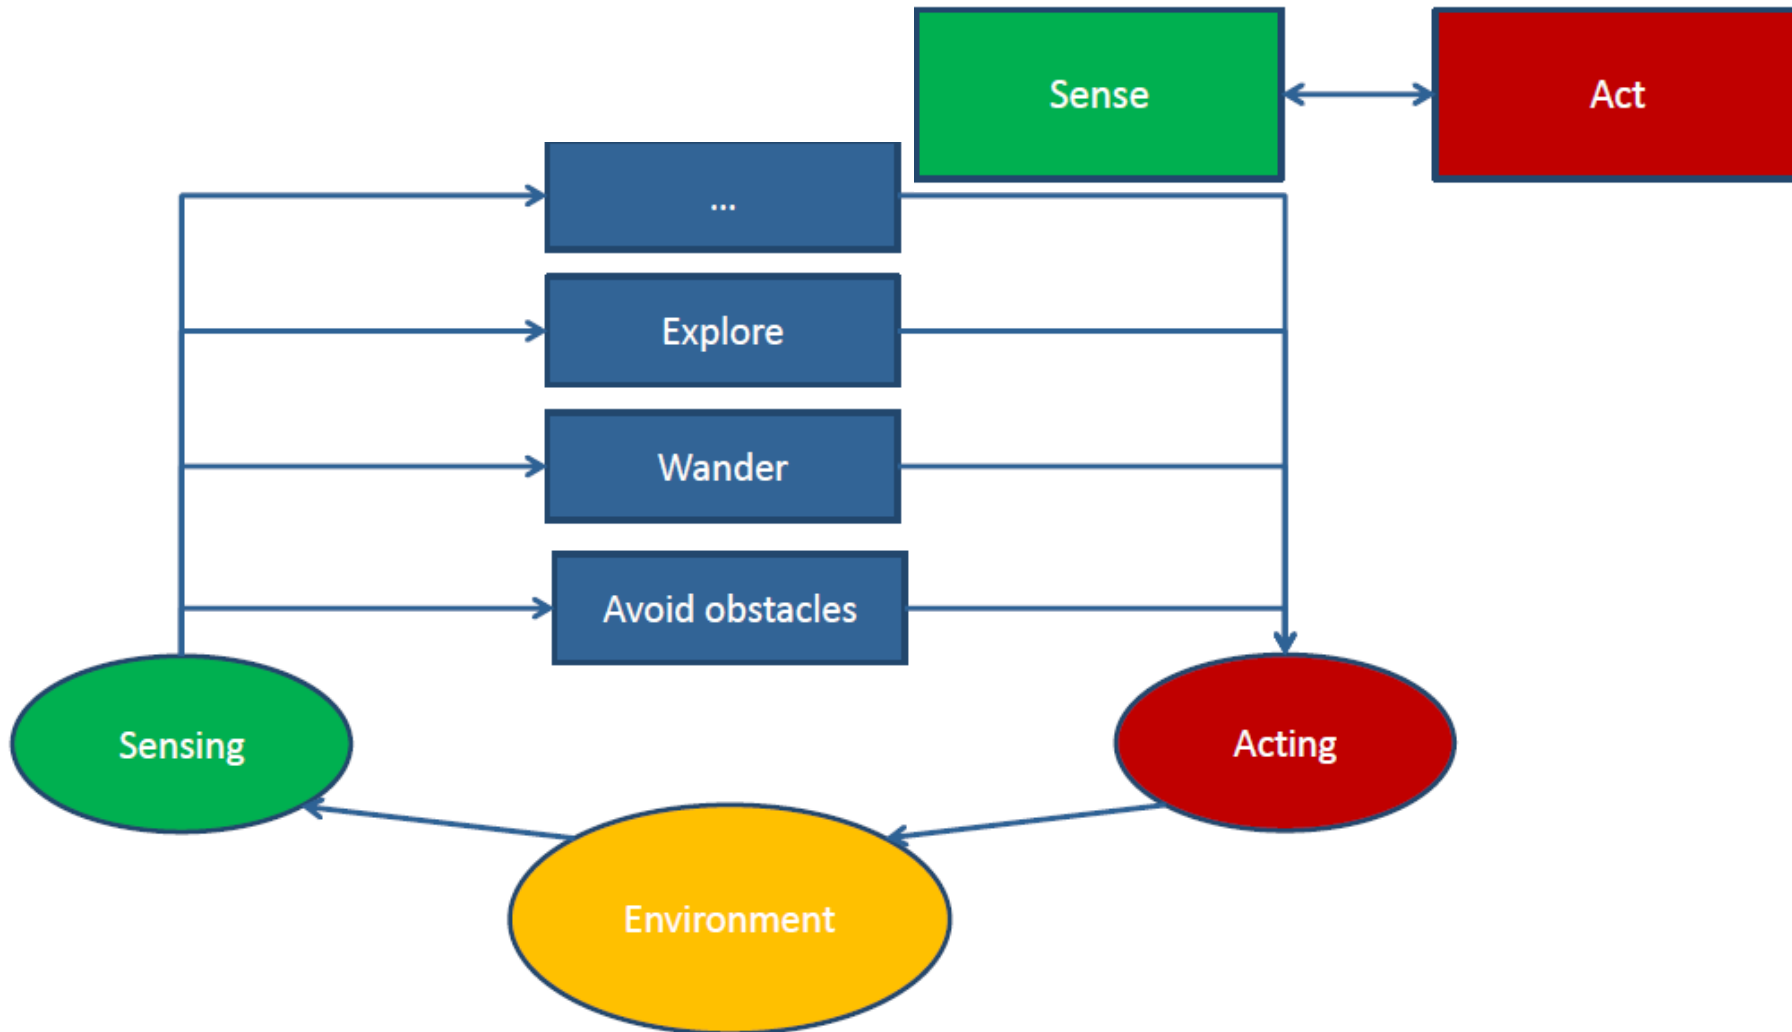 Sense
Act
...
Explore
Wander
Avoid obstacles
Sensing
Acting
Environment